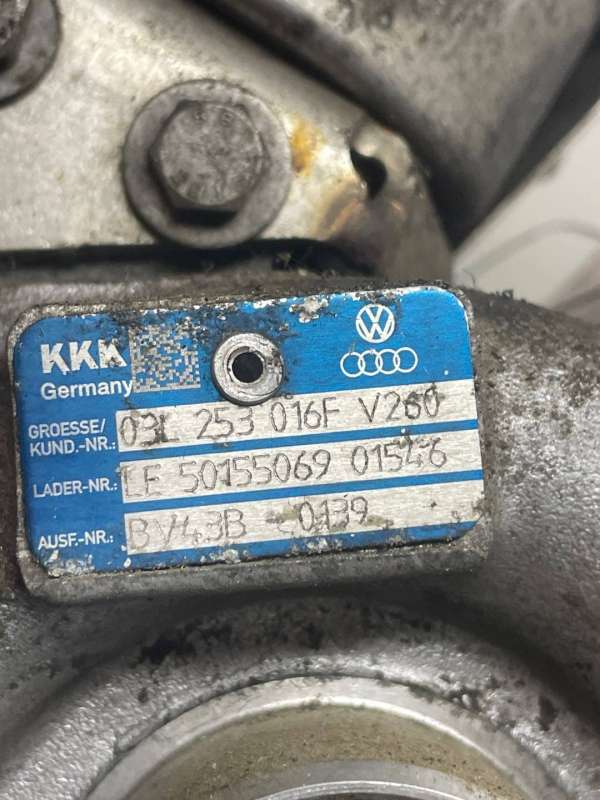 KKK
Germany
GROESSE/
KUND.-NR.: 03L 253 016F V260
LADER-NR.: LE 50155069 01546
AUSF.-NR.: BV43B - 0139